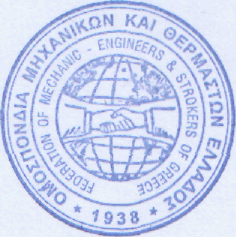 ΟΜΟΣΠΟΝΔΙΑ ΜΗΧΑΝΙΚΩΝ ΚΑΙ ΘΕΡΜΑΣΤΩΝ ΕΛΛΑΔΟΣ
FEDERATION OF MECHANIC - ENGINEERS & STROKERS OF GREECE
* 1938 *